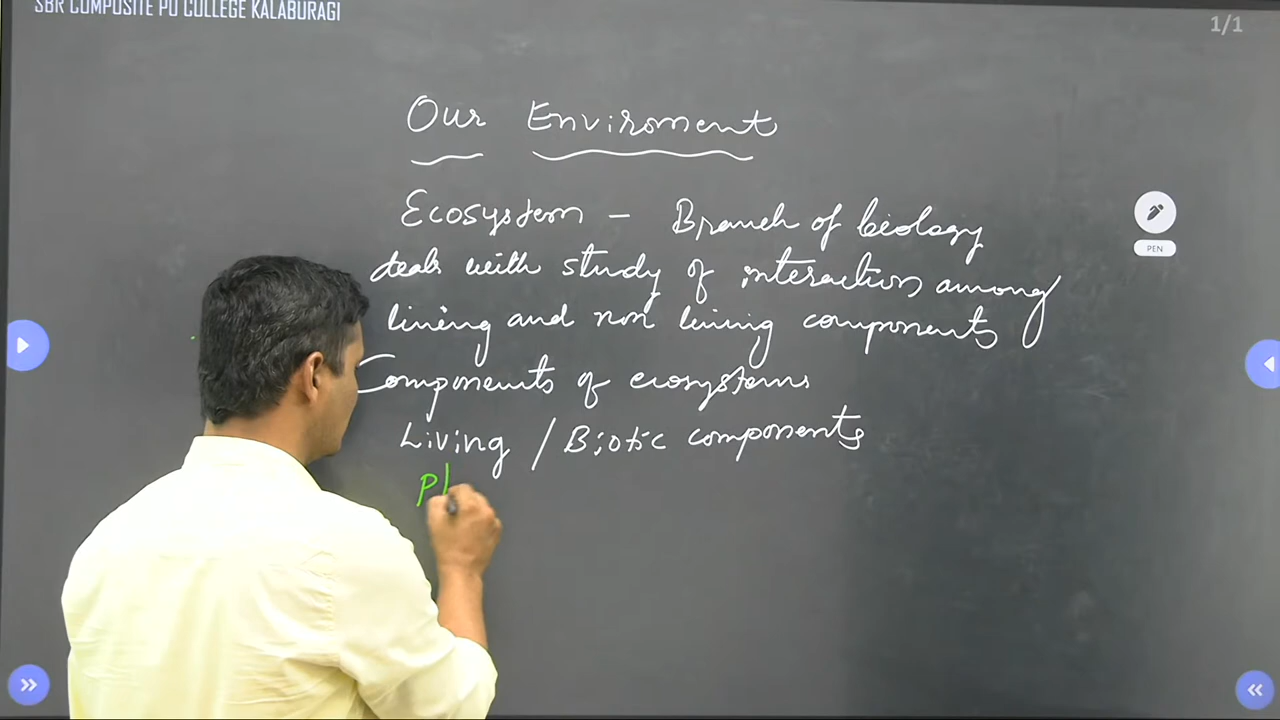 SBR COMPOSITE PU COLLEGE KALABURAGI
1/1
Our Enviroment
Ecosystem - Branch of biology
deals with study of interaction among
living and non living components
PEN
Components of ecosystems
Living / Biotic components
Pl